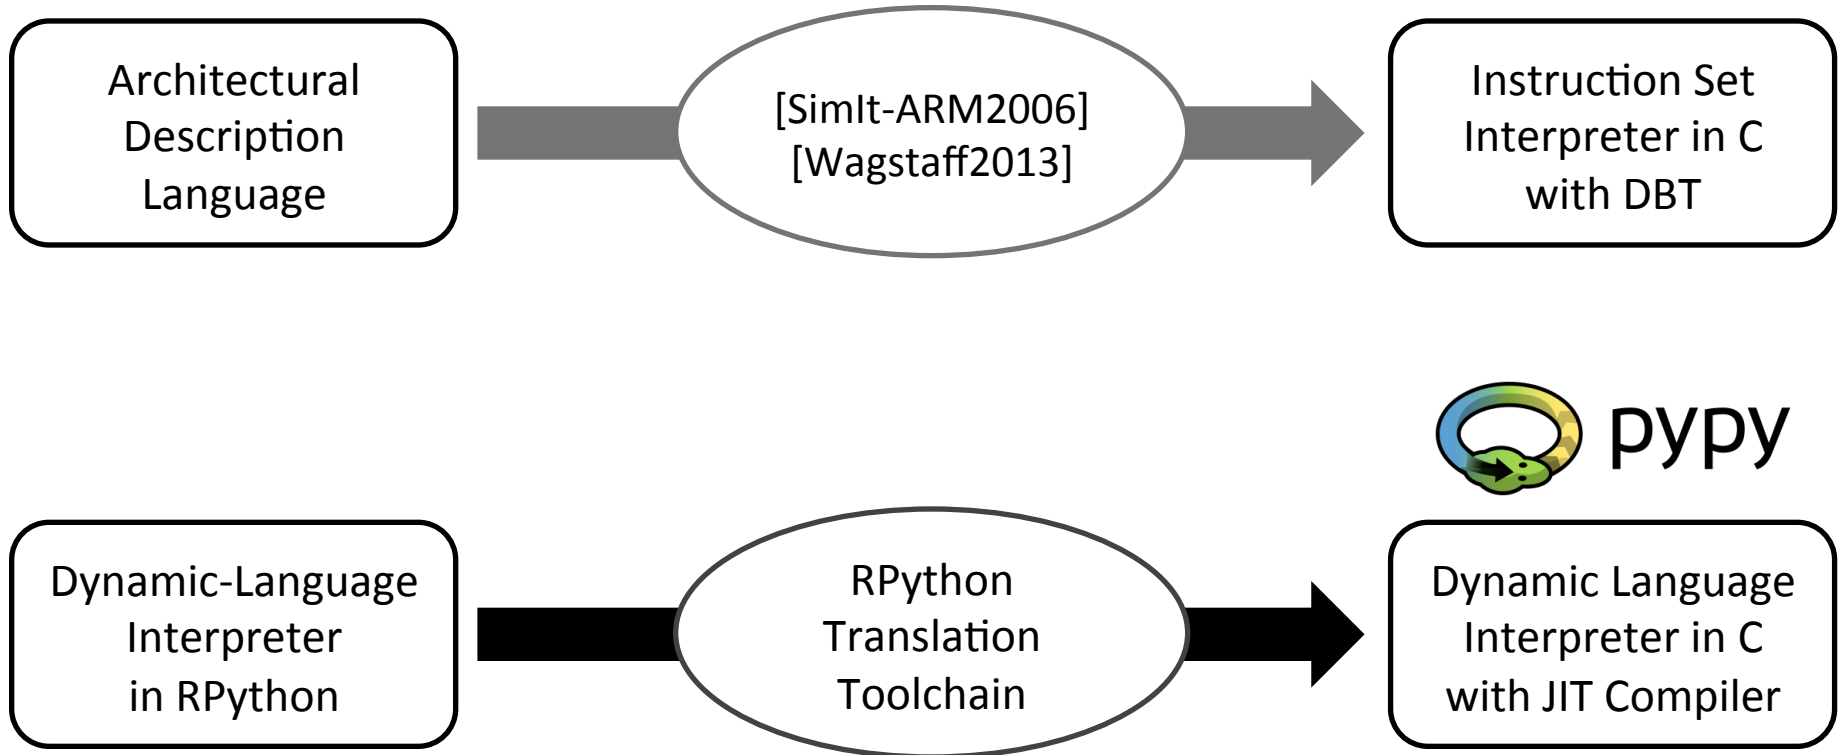 Architectural
Description
Language
[SimIt-ARM2006]
[Wagstaff2013]
Instruction Set
Interpreter in C
with DBT
pypy
Dynamic-Language
Interpreter
in RPython
RPython
Translation
Toolchain
Dynamic Language
Interpreter in C
with JIT Compiler